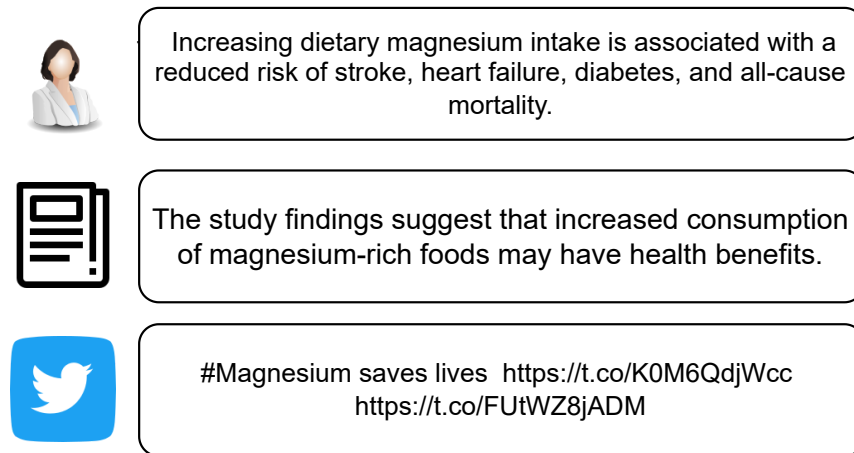 Increasing dietary magnesium intake is associated with a
reduced risk of stroke, heart failure, diabetes, and all-cause
mortality.
The study findings suggest that increased consumption
of magnesium-rich foods may have health benefits.
#Magnesium saves lives https://t.co/K0M6QdjWcc
https://t.co/FUtWZ8jADM